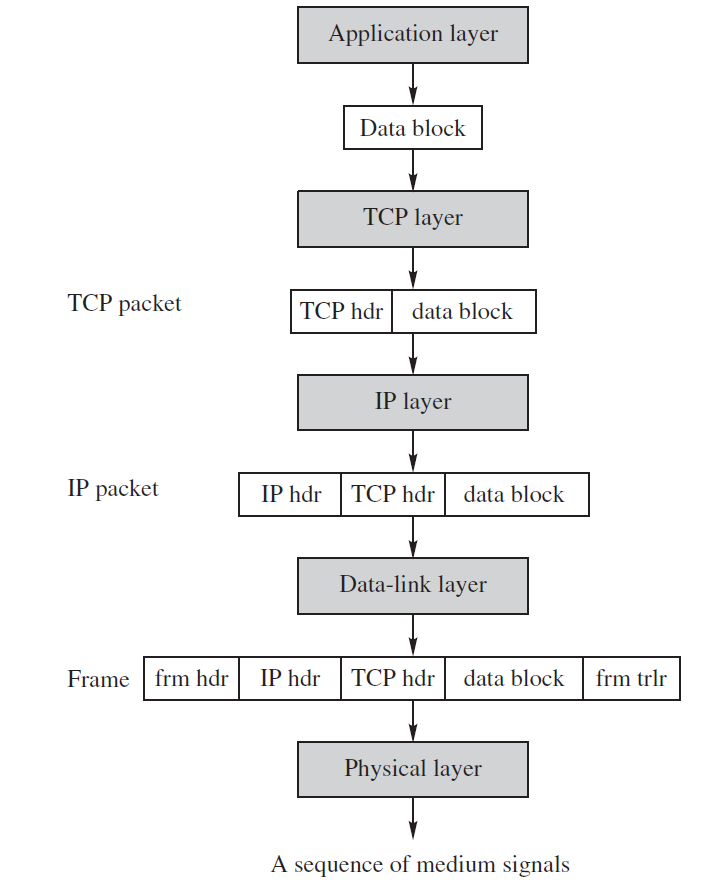 Application layer
Data block
TCP layer
TCP packet
TCP hdr data block
IP layer
IP packet
IP hdr TCP hdr data block
Data-link layer
Frame
frm hdr IP hdr TCP hdr data block frm trlr
Physical layer
A sequence of medium signals